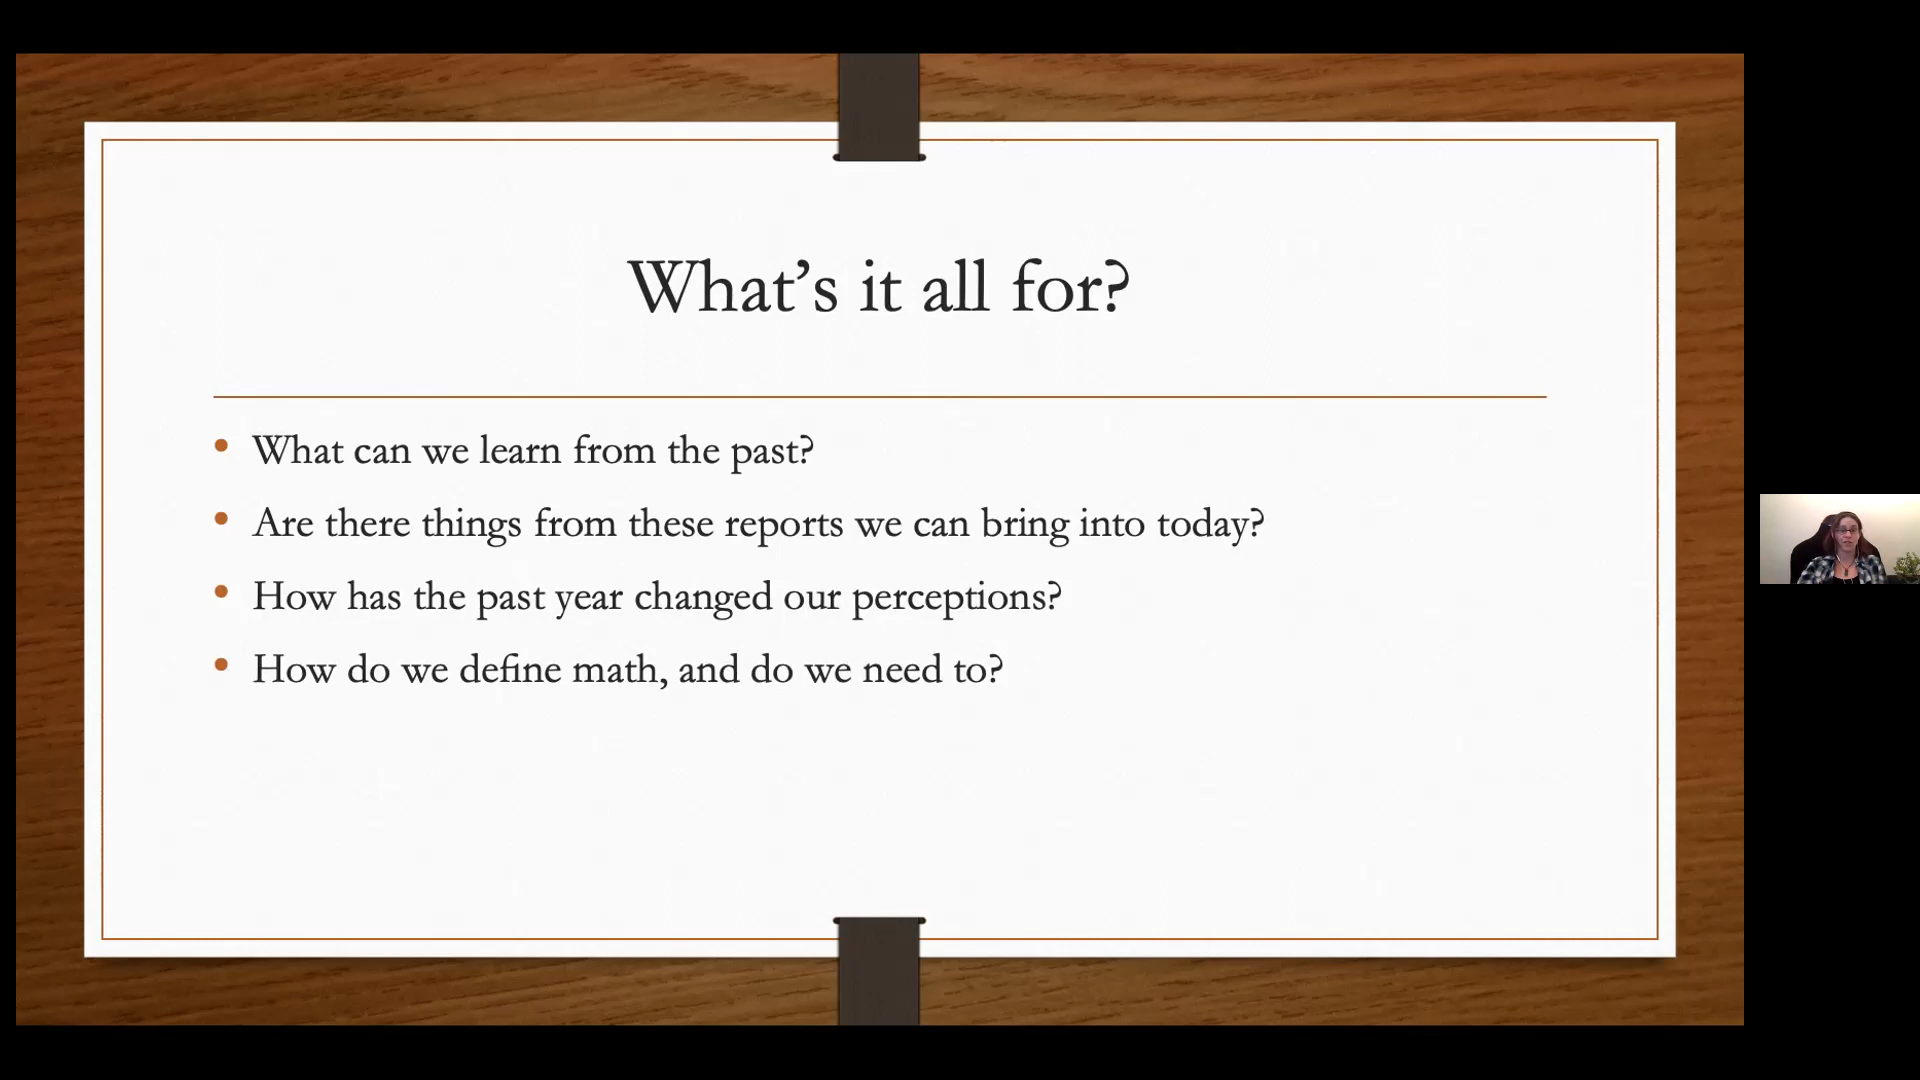 What’s it all for?
• What can we learn from the past?
• Are there things from these reports we can bring into today?
• How has the past year changed our perceptions?
• How do we define math, and do we need to?